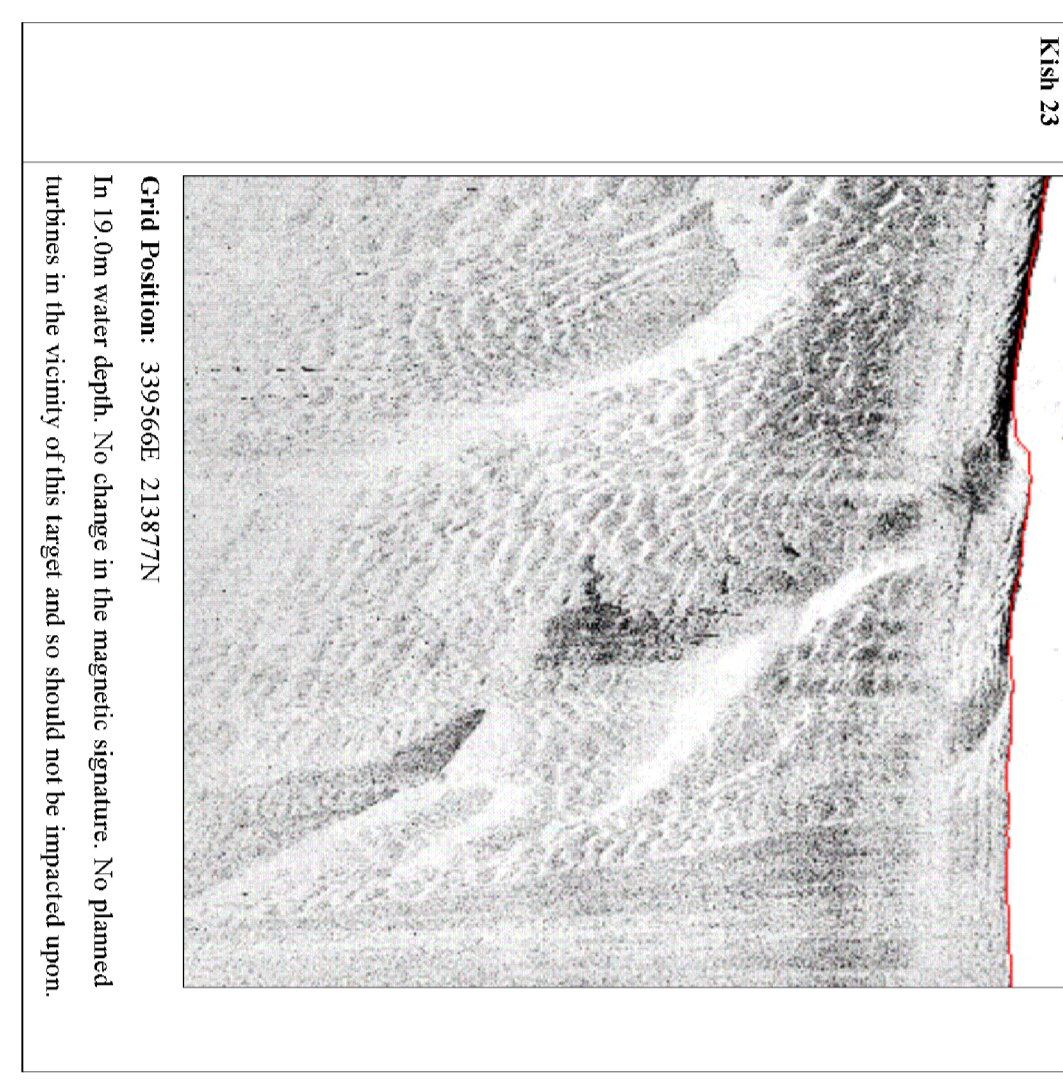 Kish 23
Grid Position: 339566E 213877N
In 19.0m water depth. No change in the magnetic signature. No planned
turbines in the vicinity of this target and so should not be impacted upon.